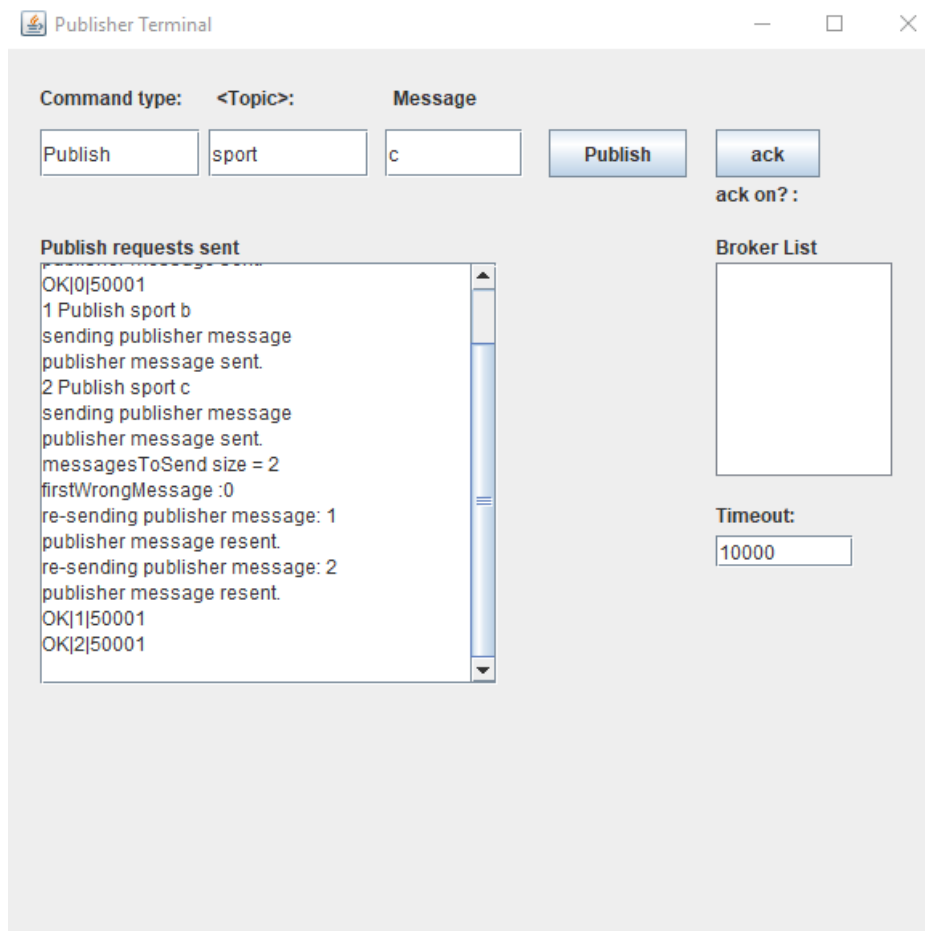 Publisher Terminal
Command type: <Topic>: Message
Publish sport c Publish ack
ack on? :
Publish requests sent
Broker List
publisher message sent.
OK|0|50001
1 Publish sport b
sending publisher message
publisher message sent.
2 Publish sport c
sending publisher message
publisher message sent.
messagesToSend size = 2
firstWrongMessage :0
re-sending publisher message: 1
publisher message resent.
re-sending publisher message: 2
publisher message resent.
OK|1|50001
OK|2|50001
Timeout:
10000